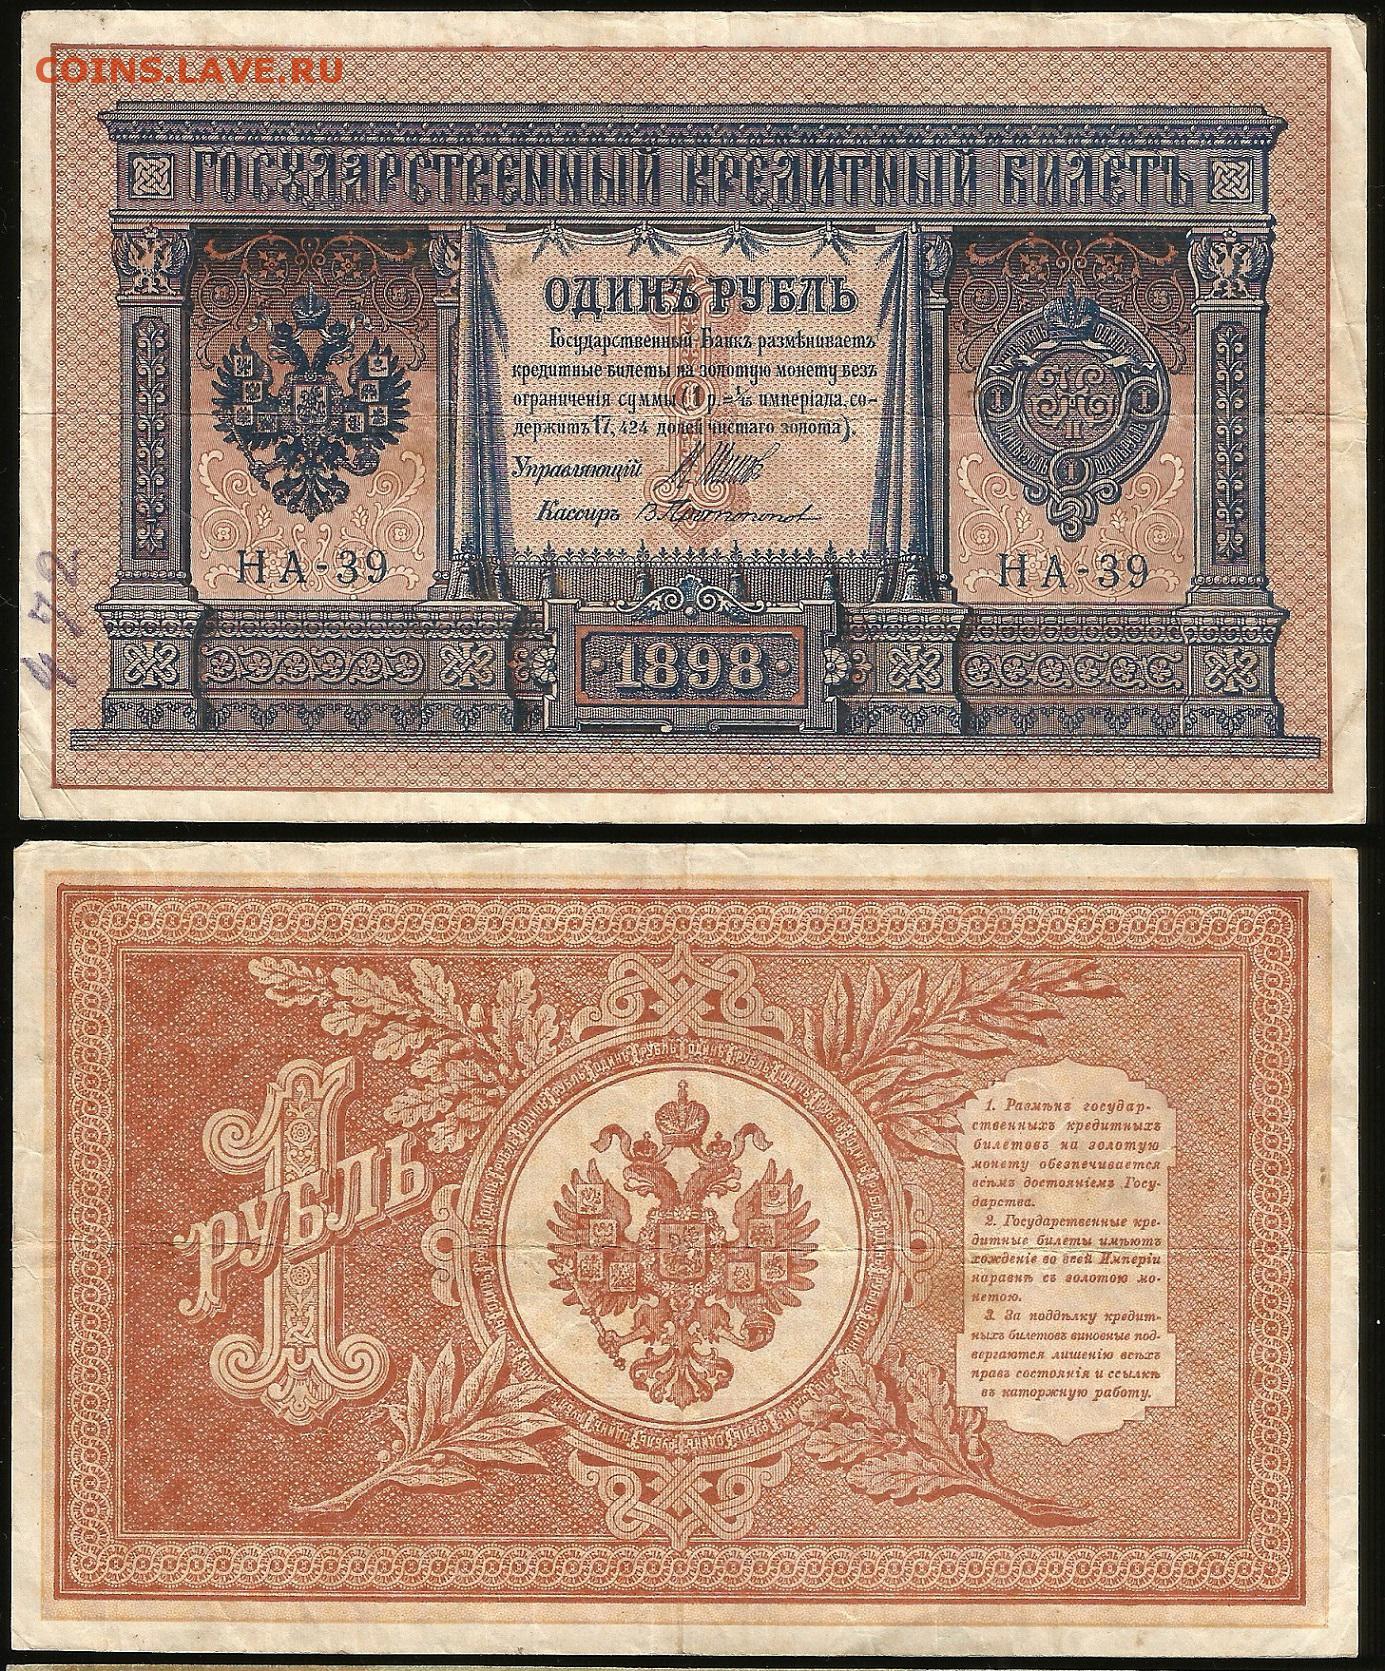 COINS.LAVE.RU
ГОСУДАРСТВЕННЫЙ КРЕДИТНЫЙ БИЛЕТЪ
ОДИНЪ РУБЛЬ
Государственный Банкъ размѣниваетъ
кредитные билеты на золотую монету безъ
ограниченія суммы (1 р. = 1/15 имперіала, со-
держитъ 17,424 долей чистаго золота).
Управляющій
Кассиръ
НА-39
НА-39
1898
472
1
РУБЛЬ
1. Размѣнъ государ-
ственныхъ кредитныхъ
билетовъ на золотую
монету обезпечивается
всѣмъ достояніемъ Госу-
дарства.
2. Государственные кре-
дитные билеты имѣютъ
хожденіе во всей Имперіи
наравнѣ съ золотою мо-
нетою.
3. За поддѣлку кредит-
ныхъ билетовъ виновные под-
вергаются лишенію всѣхъ
правъ состоянія и ссылкѣ
въ каторжную работу.